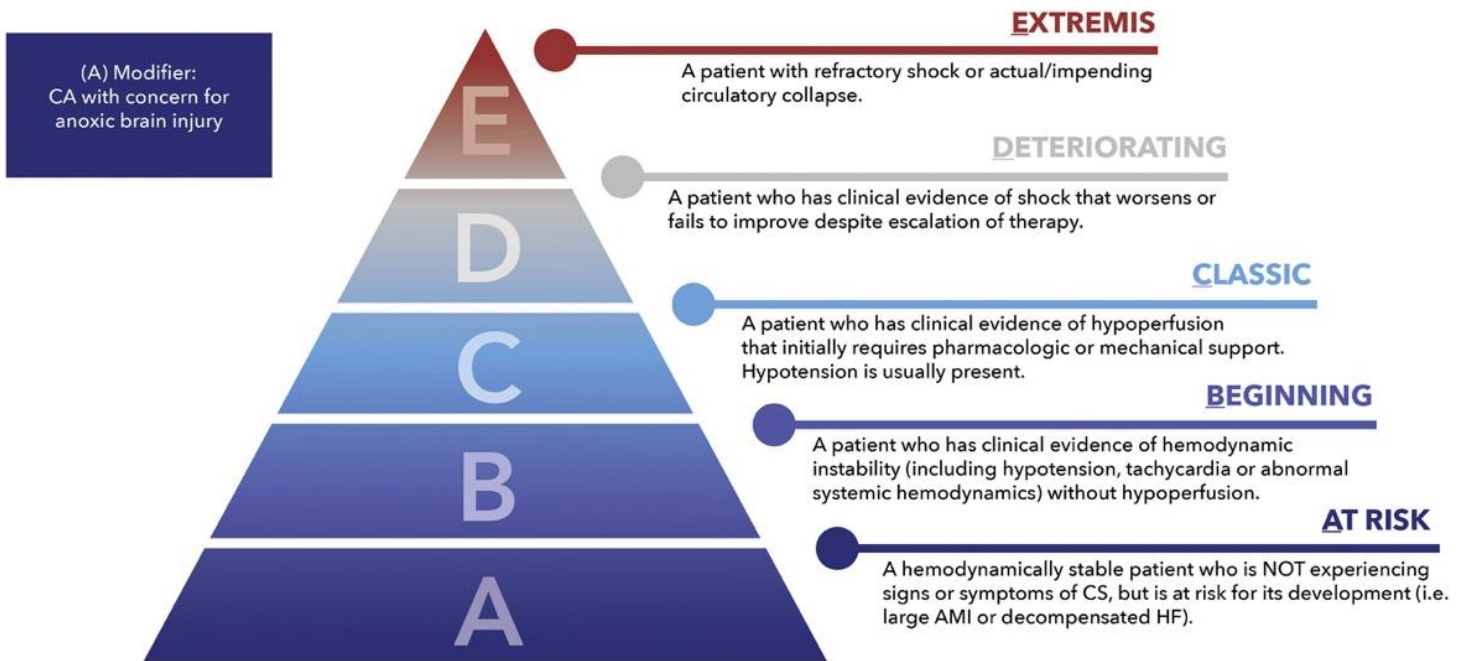 (A) Modifier:
CA with concern for
anoxic brain injury
E
EXTREMIS
A patient with refractory shock or actual/impending
circulatory collapse.
D
DETERIORATING
A patient who has clinical evidence of shock that worsens or
fails to improve despite escalation of therapy.
C
CLASSIC
A patient who has clinical evidence of hypoperfusion
that initially requires pharmacologic or mechanical support.
Hypotension is usually present.
B
BEGINNING
A patient who has clinical evidence of hemodynamic
instability (including hypotension, tachycardia or abnormal
systemic hemodynamics) without hypoperfusion.
A
AT RISK
A hemodynamically stable patient who is NOT experiencing
signs or symptoms of CS, but is at risk for its development (i.e.
large AMI or decompensated HF).